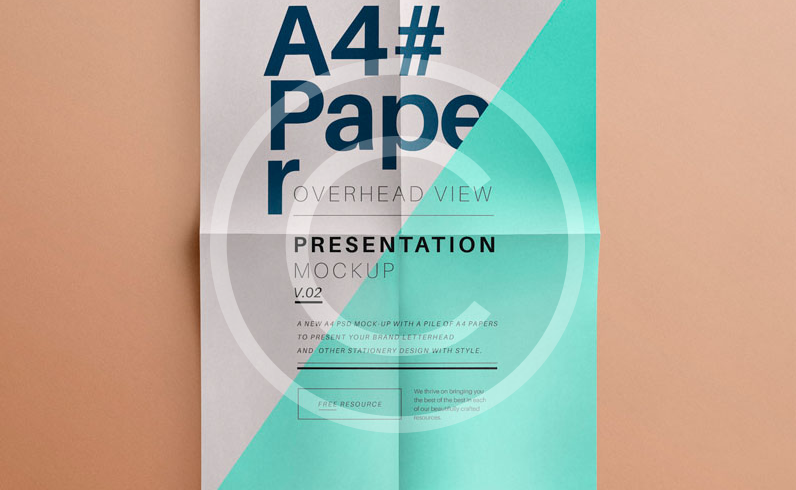 A4#
Pape
r
OVERHEAD VIEW
PRESENTATION
MOCKUP
V.02
A NEW A4 PSD MOCK-UP WITH A PILE OF A4 PAPERS
TO PRESENT YOUR BRAND LETTERHEAD
AND OTHER STATIONERY DESIGN WITH STYLE.
FREE RESOURCE
We thrive on bringing you
the best of the best in each
of our beautifully crafted
resources.
©